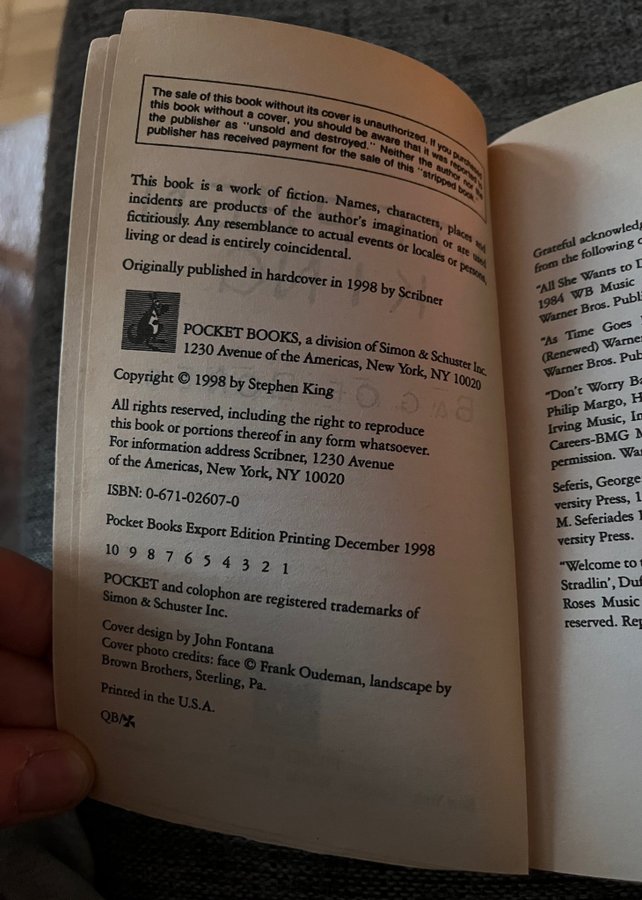 The sale of this book without its cover is unauthorized. If you purchased
this book without a cover, you should be aware that it was reported to
the publisher as "unsold and destroyed." Neither the author nor the
publisher has received payment for the sale of this "stripped book."
This book is a work of fiction. Names, characters, places and
incidents are products of the author's imagination or are used
fictitiously. Any resemblance to actual events or locales or persons,
living or dead is entirely coincidental.
Originally published in hardcover in 1998 by Scribner
POCKET BOOKS, a division of Simon & Schuster Inc.
1230 Avenue of the Americas, New York, NY 10020
Copyright © 1998 by Stephen King
All rights reserved, including the right to reproduce
this book or portions thereof in any form whatsoever.
For information address Scribner, 1230 Avenue
of the Americas, New York, NY 10020
ISBN: 0-671-02607-0
Pocket Books Export Edition Printing December 1998
10 9 8 7 6 5 4 3 2 1
POCKET and colophon are registered trademarks of
Simon & Schuster Inc.
Cover design by John Fontana
Cover photo credits: face © Frank Oudeman, landscape by
Brown Brothers, Sterling, Pa.
Printed in the U.S.A.
QB/
Grateful acknowledg
from the following c
"All She Wants to D
1984 WB Music
Warner Bros. Publ
"As Time Goes
(Renewed) Warne
Warner Bros. Pub
"Don't Worry Ba
Philip Margo, H
Irving Music, In
Careers-BMG M
permission. Wa
Seferis, George
versity Press, 1
M. Seferiades
versity Press.
"Welcome to t
Stradlin', Duf
Roses Music
reserved. Rep